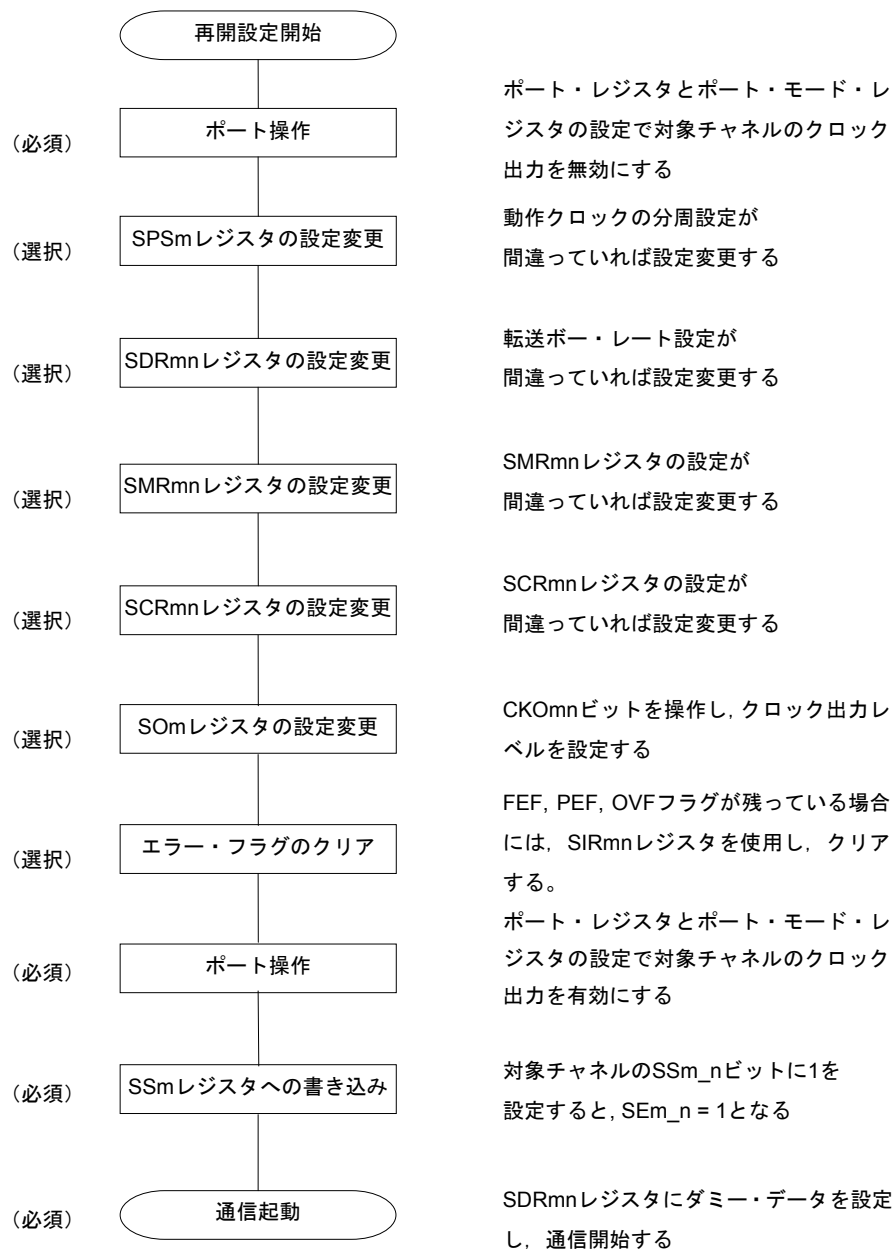 再開設定開始
(必須)
ポート操作
ポート・レジスタとポート・モード・レ
ジスタの設定で対象チャネルのクロック
出力を無効にする
(選択)
SPSmレジスタの設定変更
動作クロックの分周設定が
間違っていれば設定変更する
(選択)
SDRmnレジスタの設定変更
転送ボー・レート設定が
間違っていれば設定変更する
(選択)
SMRmnレジスタの設定変更
SMRmnレジスタの設定が
間違っていれば設定変更する
(選択)
SCRmnレジスタの設定変更
SCRmnレジスタの設定が
間違っていれば設定変更する
(選択)
SOmレジスタの設定変更
CKOmnビットを操作し, クロック出力レ
ベルを設定する
(選択)
エラー・フラグのクリア
FEF, PEF, OVFフラグが残っている場合
には, SIRmnレジスタを使用し, クリア
する。
(必須)
ポート操作
ポート・レジスタとポート・モード・レ
ジスタの設定で対象チャネルのクロック
出力を有効にする
(必須)
SSmレジスタへの書き込み
対象チャネルのSSm_nビットに1を
設定すると, SEm_n = 1となる
(必須)
通信起動
SDRmnレジスタにダミー・データを設定
し, 通信開始する